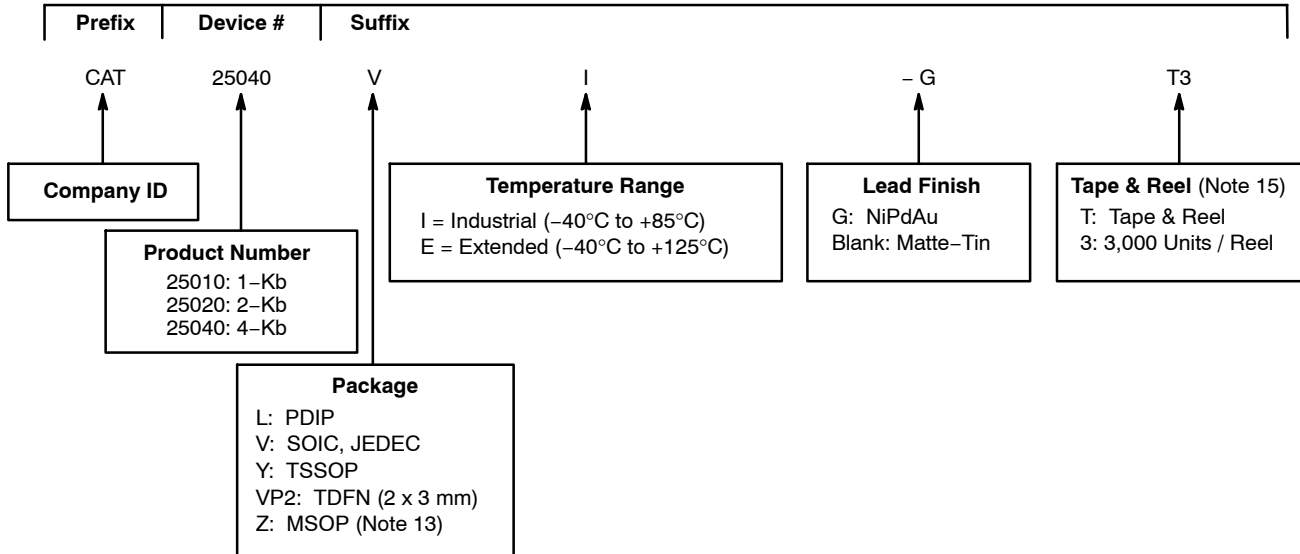 Prefix Device # Suffix
CAT 25040 V I – G T3
Company ID
Product Number
25010: 1−Kb
25020: 2−Kb
25040: 4−Kb
Package
L: PDIP
V: SOIC, JEDEC
Y: TSSOP
VP2: TDFN (2 x 3 mm)
Z: MSOP (Note 13)
Temperature Range
I = Industrial (−40°C to +85°C)
E = Extended (−40°C to +125°C)
Lead Finish
G: NiPdAu
Blank: Matte−Tin
Tape & Reel (Note 15)
T: Tape & Reel
3: 3,000 Units / Reel